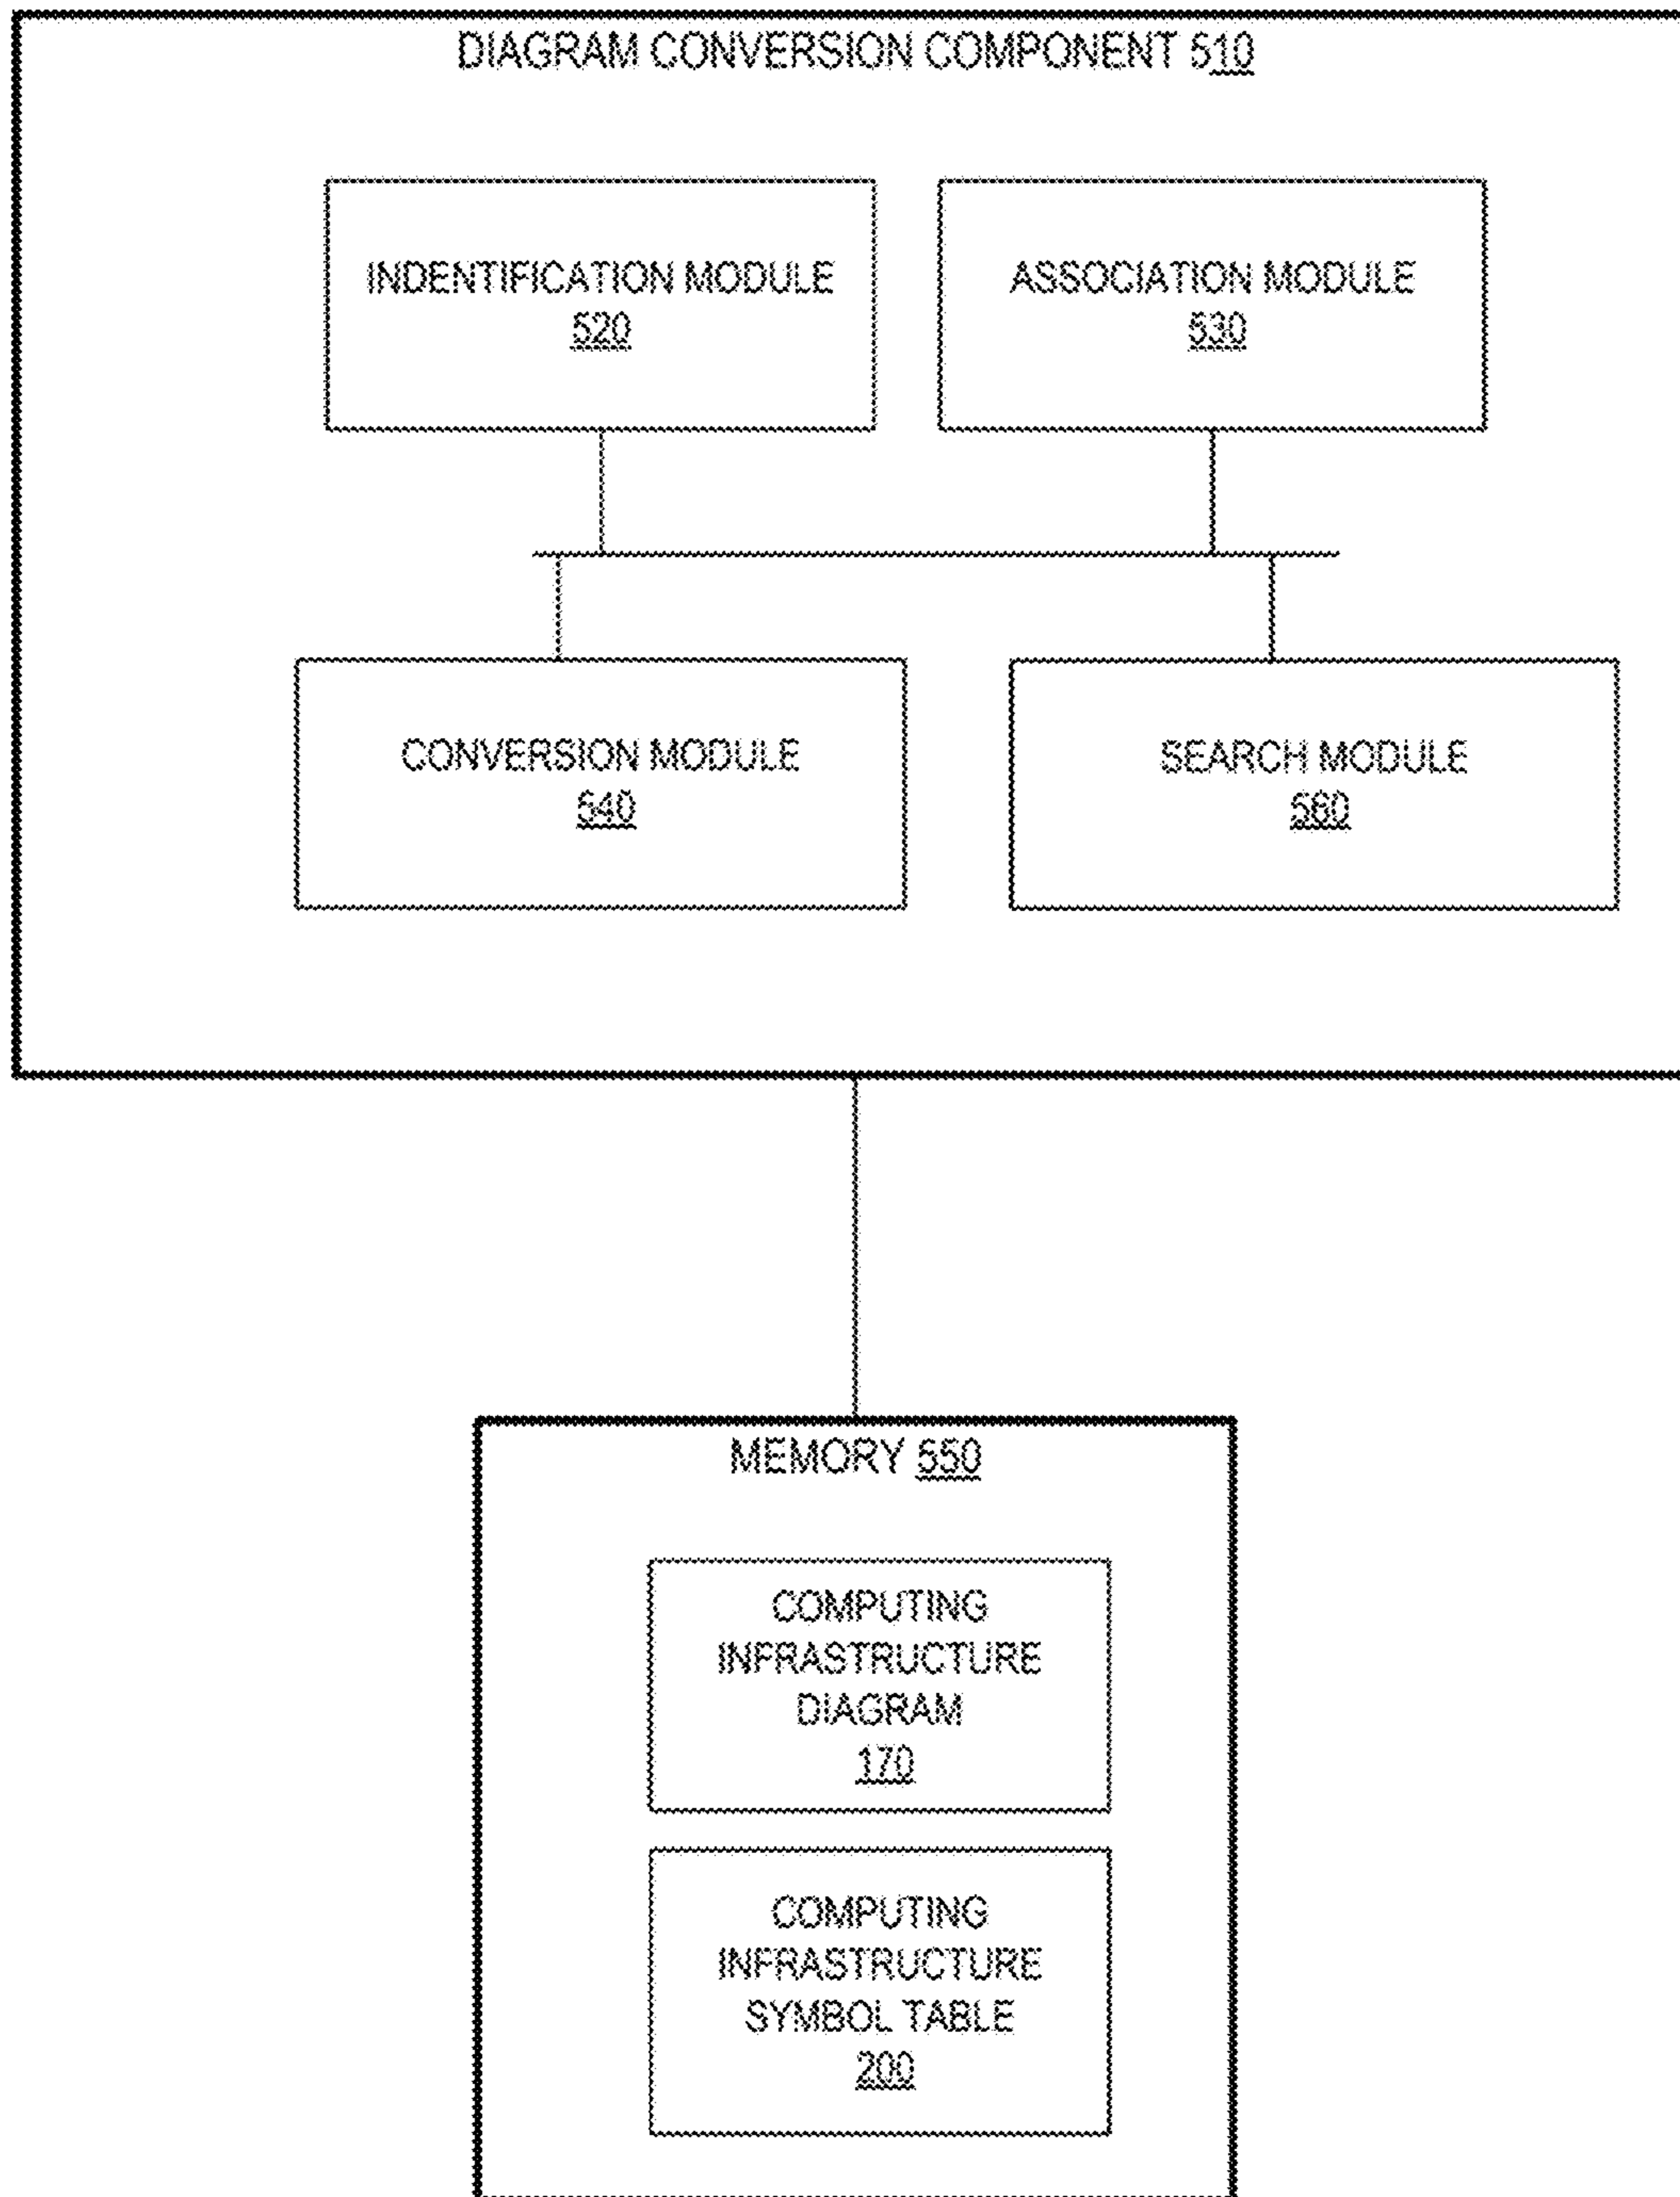 DIAGRAM CONVERSION COMPONENT 510
INDENTIFICATION MODULE
520
ASSOCIATION MODULE
530
CONVERSION MODULE
540
SEARCH MODULE
560
MEMORY 550
COMPUTING
INFRASTRUCTURE
DIAGRAM
170
COMPUTING
INFRASTRUCTURE
SYMBOL TABLE
200